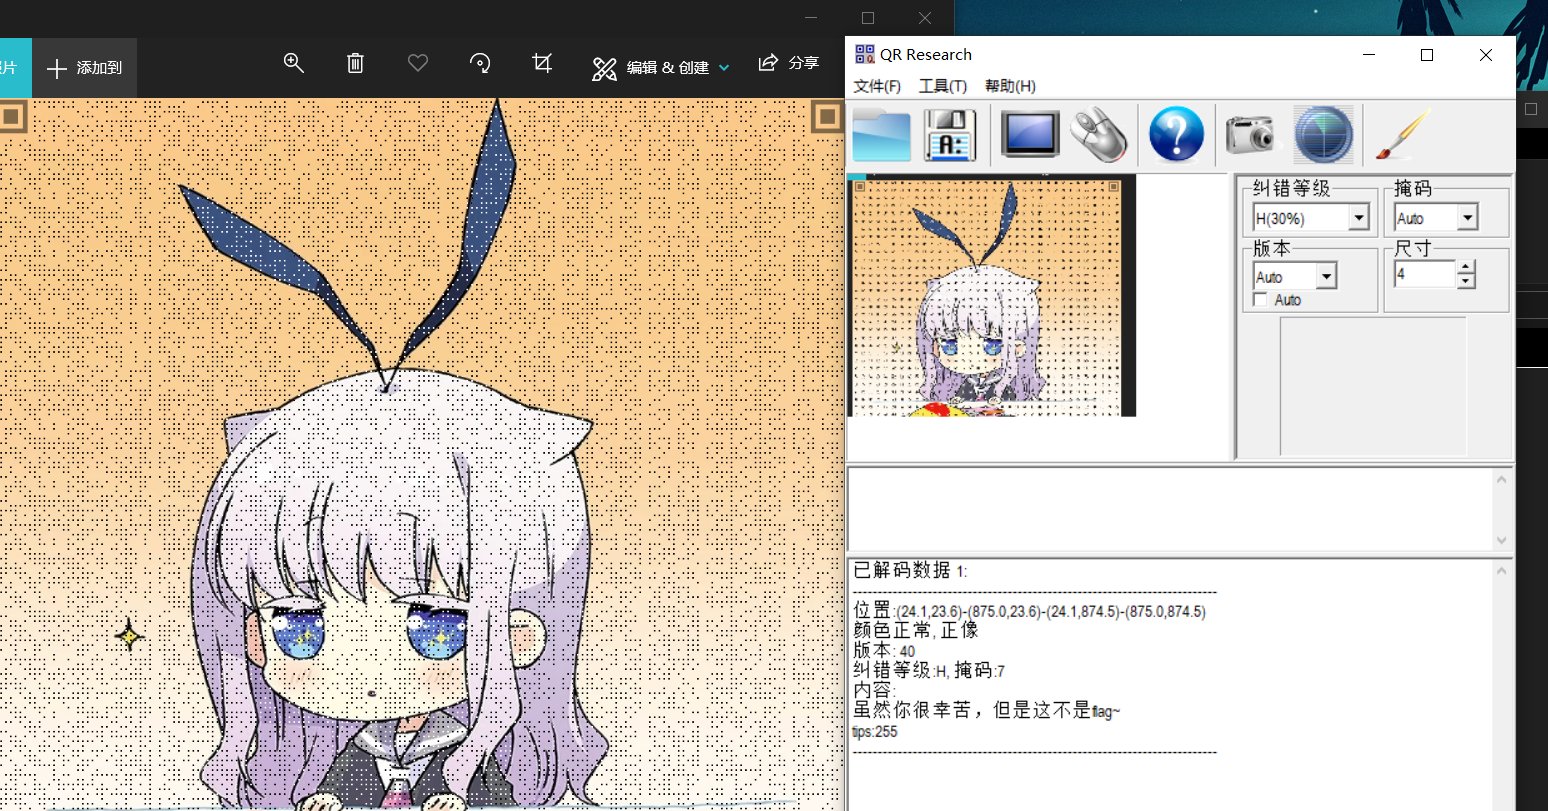 片
添加到
编辑 & 创建
分享
QR Research
文件(F) 工具(T) 帮助(H)
A:
?
纠错等级
掩码
H(30%)
Auto
版本
尺寸
Auto
4
Auto
已解码数据 1:
---------------------------------------------------------------------------
位置:(24.1,23.6)-(875.0,23.6)-(24.1,874.5)-(875.0,874.5)
颜色正常, 正像
版本: 40
纠错等级:H, 掩码:7
内容:
虽然你很幸苦，但是这不是flag~
tips:255
---------------------------------------------------------------------------